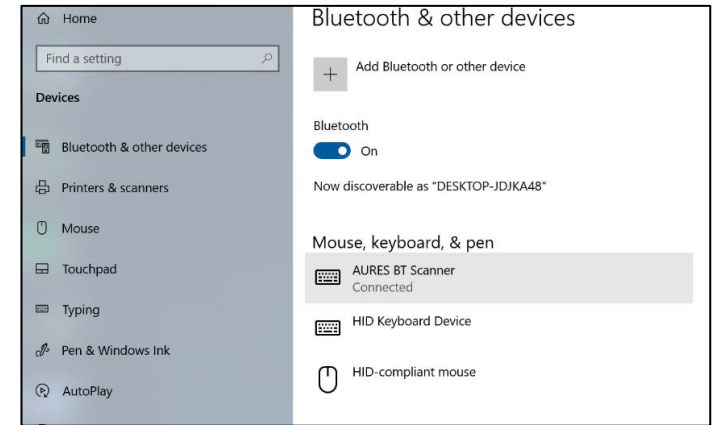 Home
Find a setting
Devices
Bluetooth & other devices
Printers & scanners
Mouse
Touchpad
Typing
Pen & Windows Ink
AutoPlay
Bluetooth & other devices
Add Bluetooth or other device
Bluetooth
On
Now discoverable as "DESKTOP-JDJKA48"
Mouse, keyboard, & pen
AURES BT Scanner
Connected
HID Keyboard Device
HID-compliant mouse